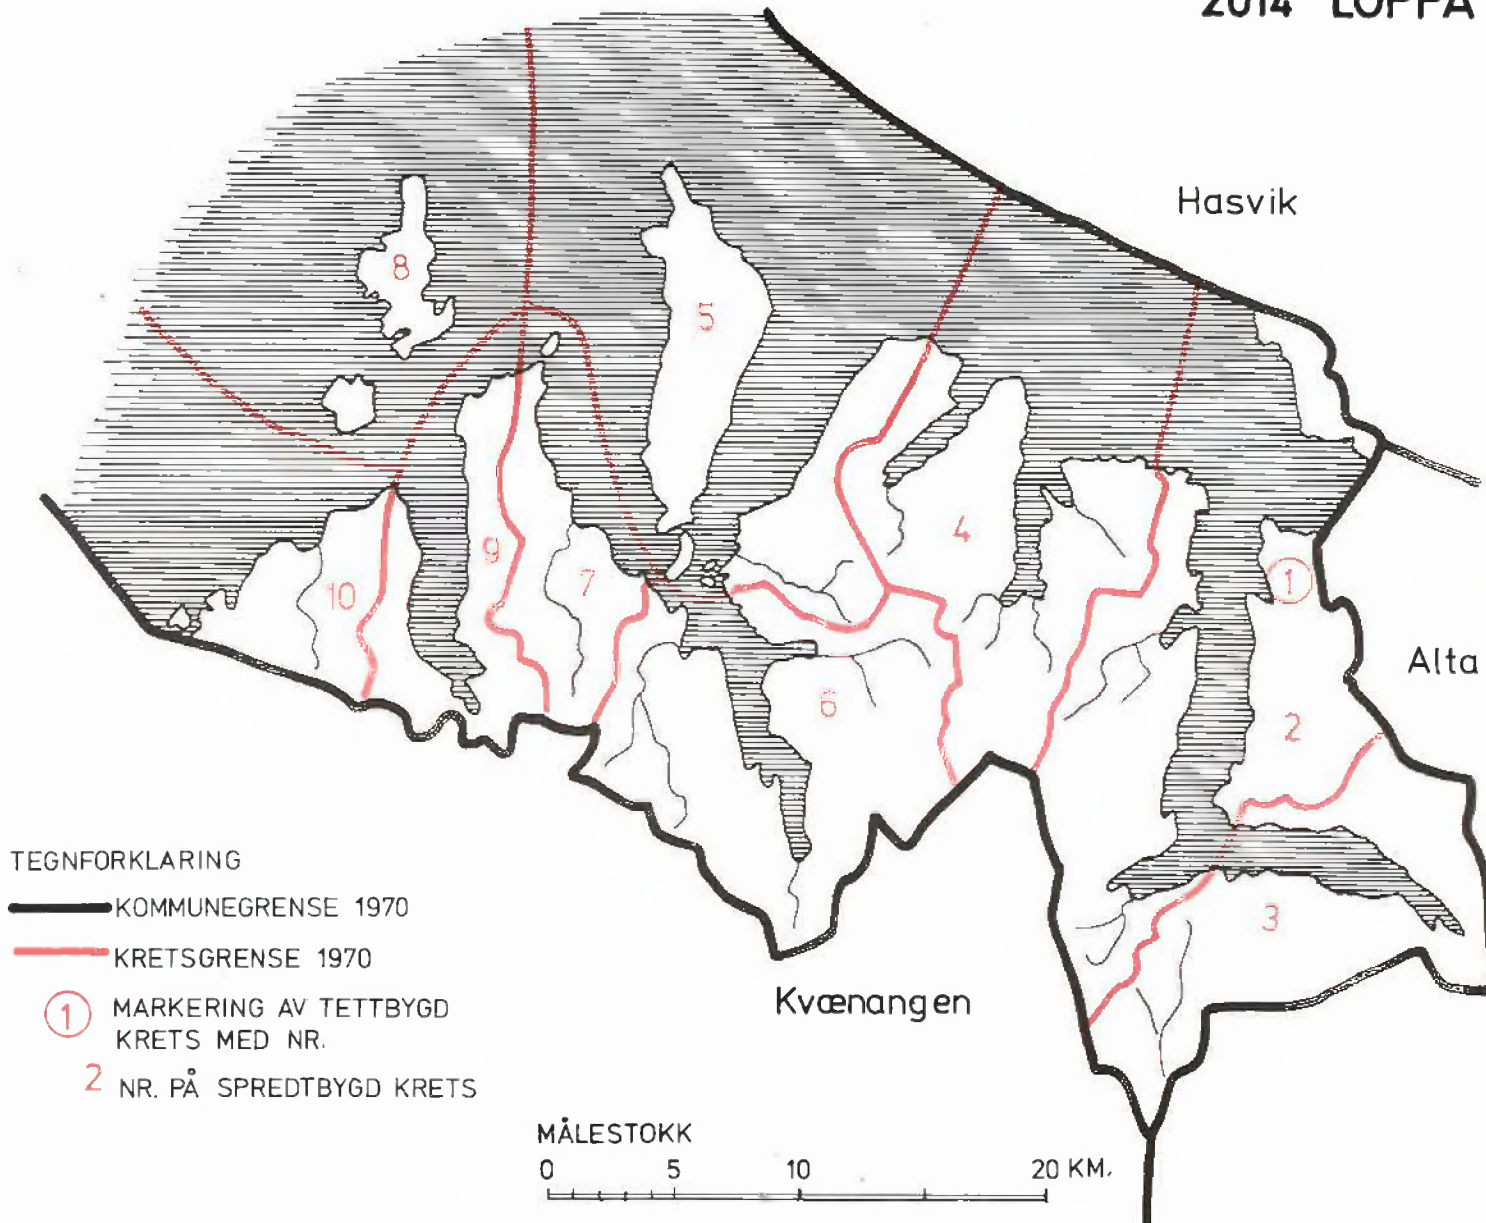 2014 LOPPA
Hasvik
8
5
4
9
7
10
1
Alta
6
2
3
Kvænangen
TEGNFORKLARING
KOMMUNEGRENSE 1970
KRETSGRENSE 1970
1 MARKERING AV TETTBYGD
KRETS MED NR.
2 NR. PÅ SPREDTBYGD KRETS
MÅLESTOKK
0 5 10 20 KM.